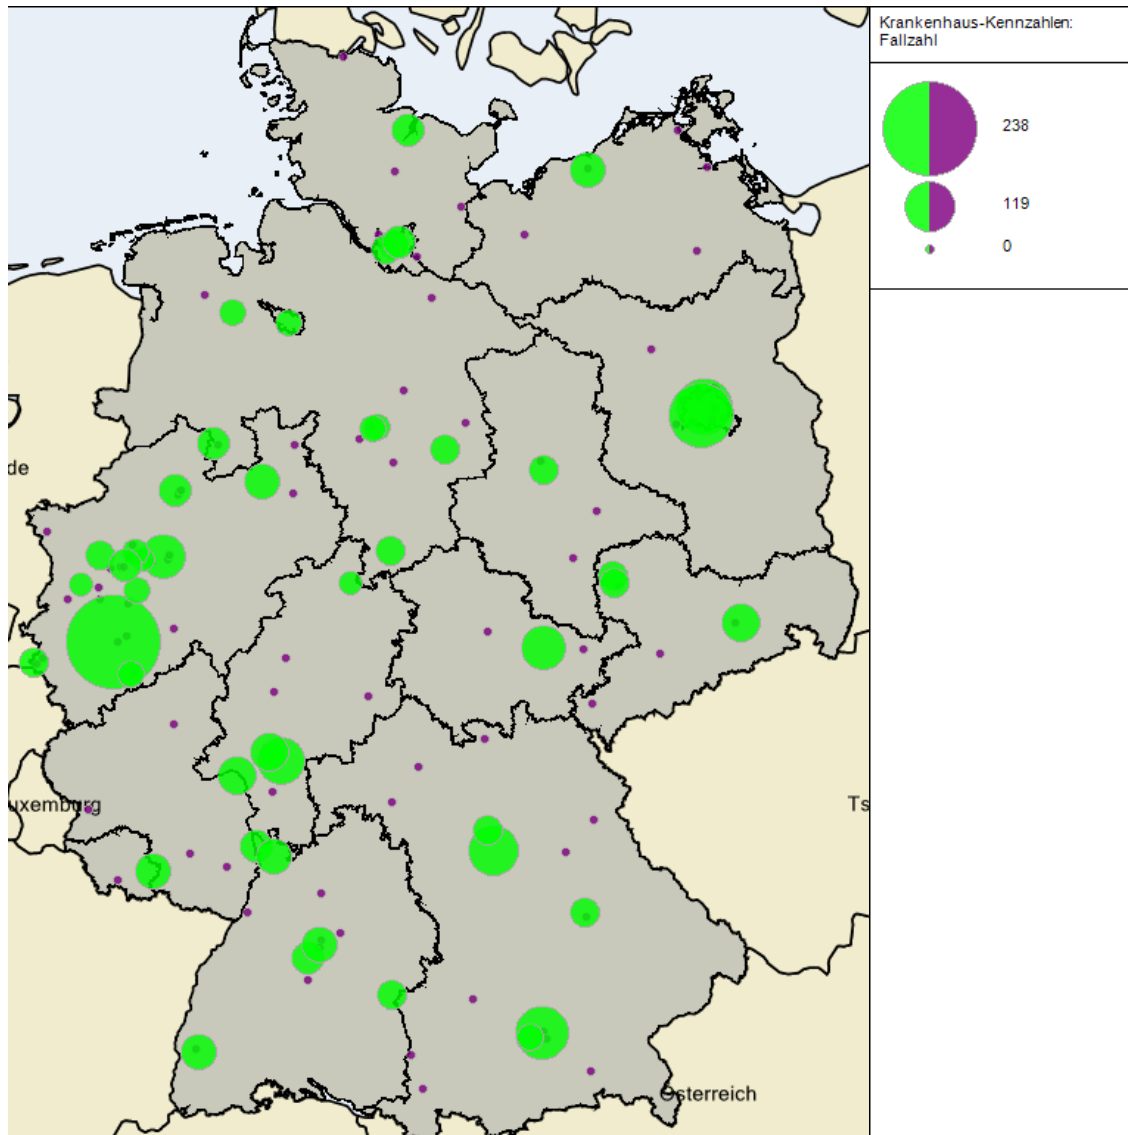 Krankenhaus-Kennzahlen:
Fallzahl
238
119
0
de
uxemburg
Ts
Österreich